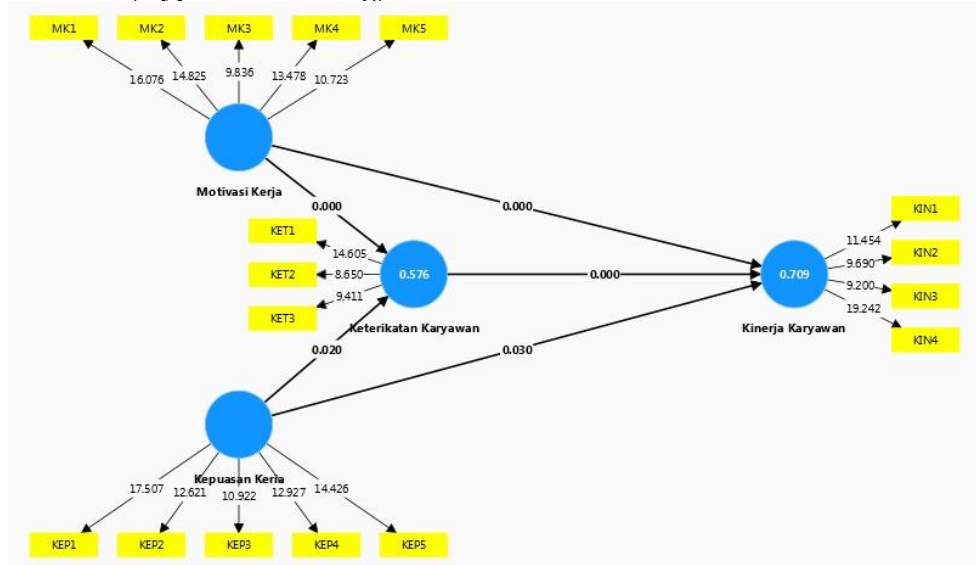 MK1 MK2 MK3 MK4 MK5
16.076 14.825 9.836 13.478 10.723
Motivasi Kerja
0.000 0.000
KET1
KET2
KET3
14.605
8.650
9.411
0.576
Keterikatan Karyawan
0.000
0.709
Kinerja Karyawan
KIN1
KIN2
KIN3
KIN4
11.454
9.690
9.200
19.242
0.020 0.030
Kepuasan Kerja
17.507 12.621 10.922 12.927 14.426
KEP1 KEP2 KEP3 KEP4 KEP5